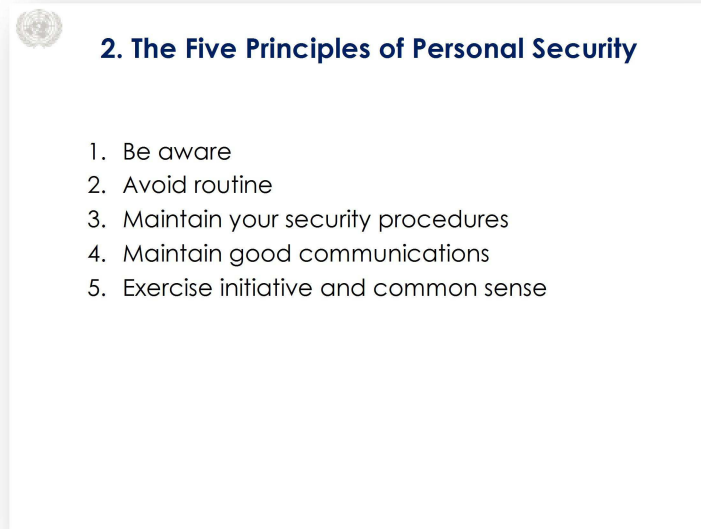 2. The Five Principles of Personal Security
1. Be aware
2. Avoid routine
3. Maintain your security procedures
4. Maintain good communications
5. Exercise initiative and common sense